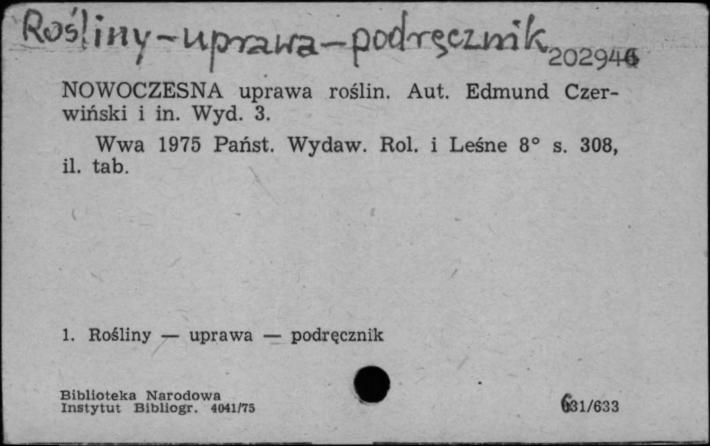 Rośliny - uprawa - podręcznik
202946
NOWOCZESNA uprawa roślin. Aut. Edmund Czer-
wiński i in. Wyd. 3.
Wwa 1975 Państ. Wydaw. Rol. i Leśne 8° s. 308,
il. tab.
1. Rośliny — uprawa — podręcznik
Biblioteka Narodowa
Instytut Bibliogr. 4041/75
631/633